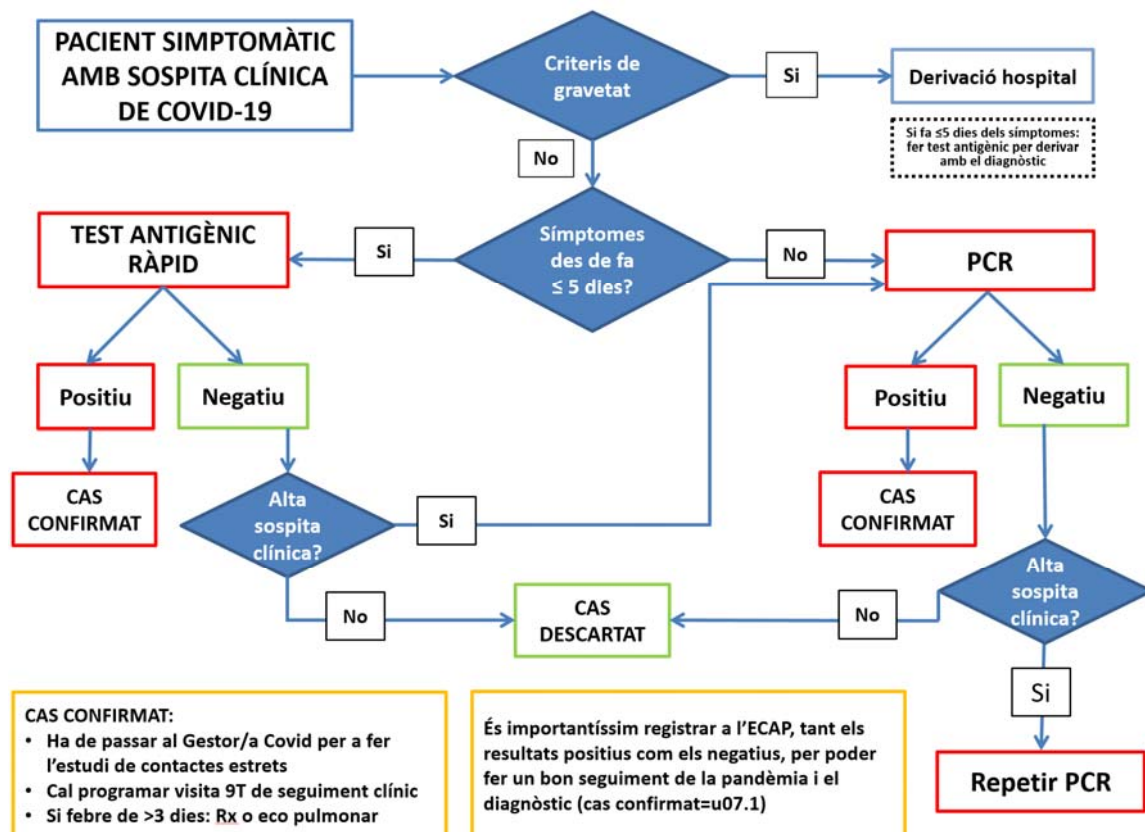 PACIENT SIMPTOMÀTIC
AMB SOSPITA CLÍNICA
DE COVID-19
Criteris de
gravetat
Si
Derivació hospital
Si fa ≤5 dies dels símptomes:
fer test antigènic per derivar
amb el diagnòstic
No
TEST ANTIGÈNIC
RÀPID
Si
Símptomes
des de fa
≤ 5 dies?
No
PCR
Positiu
Negatiu
Positiu
Negatiu
CAS
CONFIRMAT
Alta
sospita
clínica?
Si
CAS
CONFIRMAT
No
CAS
DESCARTAT
No
Alta
sospita
clínica?
Si
Repetir PCR
CAS CONFIRMAT:
• Ha de passar al Gestor/a Covid per a fer
l’estudi de contactes estrets
• Cal programar visita 9T de seguiment clínic
• Si febre de >3 dies: Rx o eco pulmonar
És importantíssim registrar a l’ECAP, tant els
resultats positius com els negatius, per poder
fer un bon seguiment de la pandèmia i el
diagnòstic (cas confirmat=u07.1)